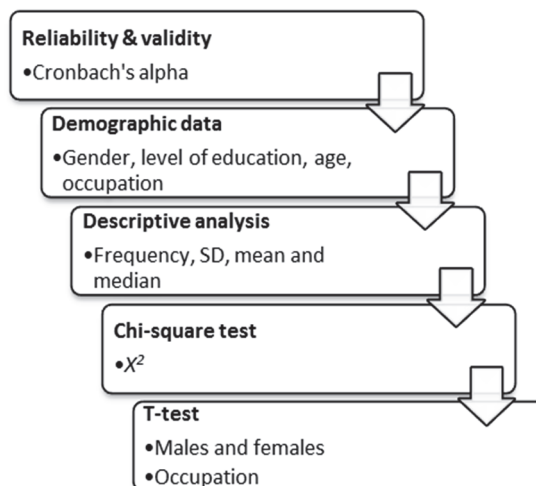 Reliability & validity
•Cronbach's alpha
Demographic data
•Gender, level of education, age,
occupation
Descriptive analysis
•Frequency, SD, mean and
median
Chi-square test
•X²
T-test
•Males and females
•Occupation